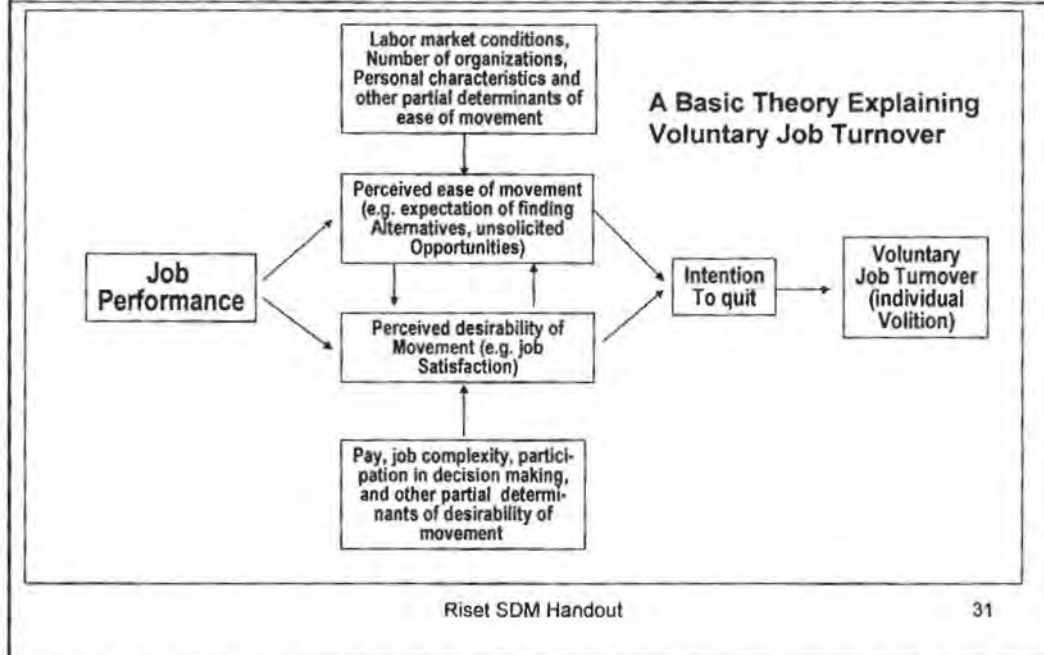 Labor market conditions,
Number of organizations,
Personal characteristics and
other partial determinants of
ease of movement
A Basic Theory Explaining
Voluntary Job Turnover
Perceived ease of movement
(e.g. expectation of finding
Alternatives, unsolicited
Opportunities)
Job
Performance
Intention
To quit
Voluntary
Job Turnover
(individual
Volition)
Perceived desirability of
Movement (e.g. job
Satisfaction)
Pay, job complexity, partici-
pation in decision making,
and other partial determi-
nants of desirability of
movement
Riset SDM Handout
31